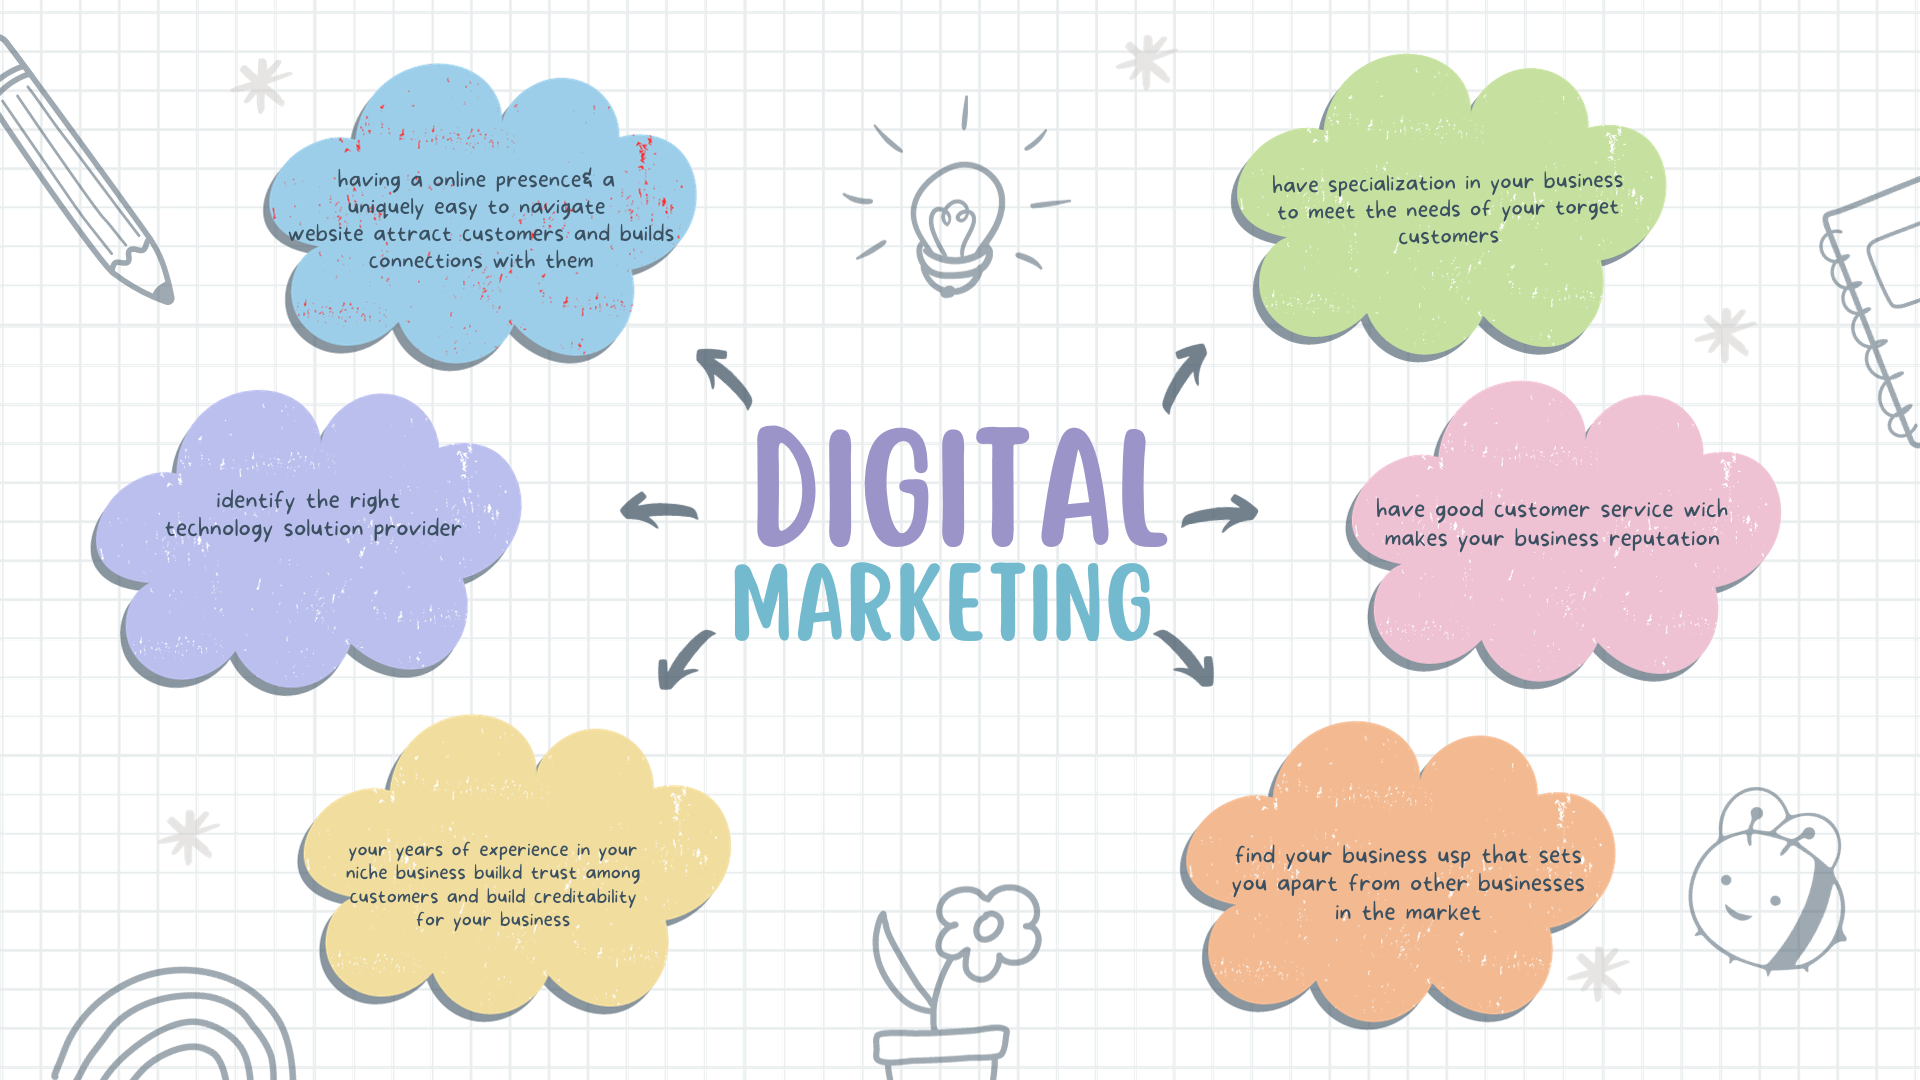 having a online presence& a
uniquely easy to navigate
website attract customers and builds
connections with them
have specialization in your business
to meet the needs of your torget
customers
identify the right
technology solution provider
DIGITAL
MARKETING
have good customer service wich
makes your business reputation
your years of experience in your
niche business builkd trust among
customers and build creditability
for your business
find your business usp that sets
you apart from other businesses
in the market